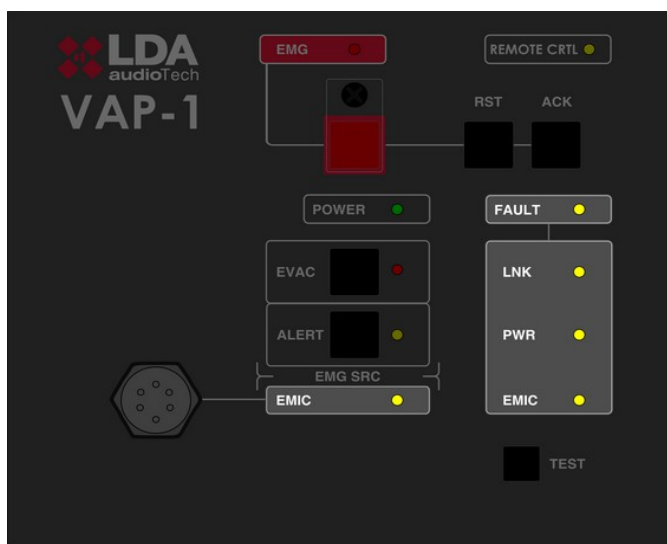 LDA
audioTech
VAP-1
EMG
REMOTE CRTL
RST
ACK
POWER
FAULT
EVAC
LNK
ALERT
PWR
EMG SRC
EMIC
EMIC
TEST